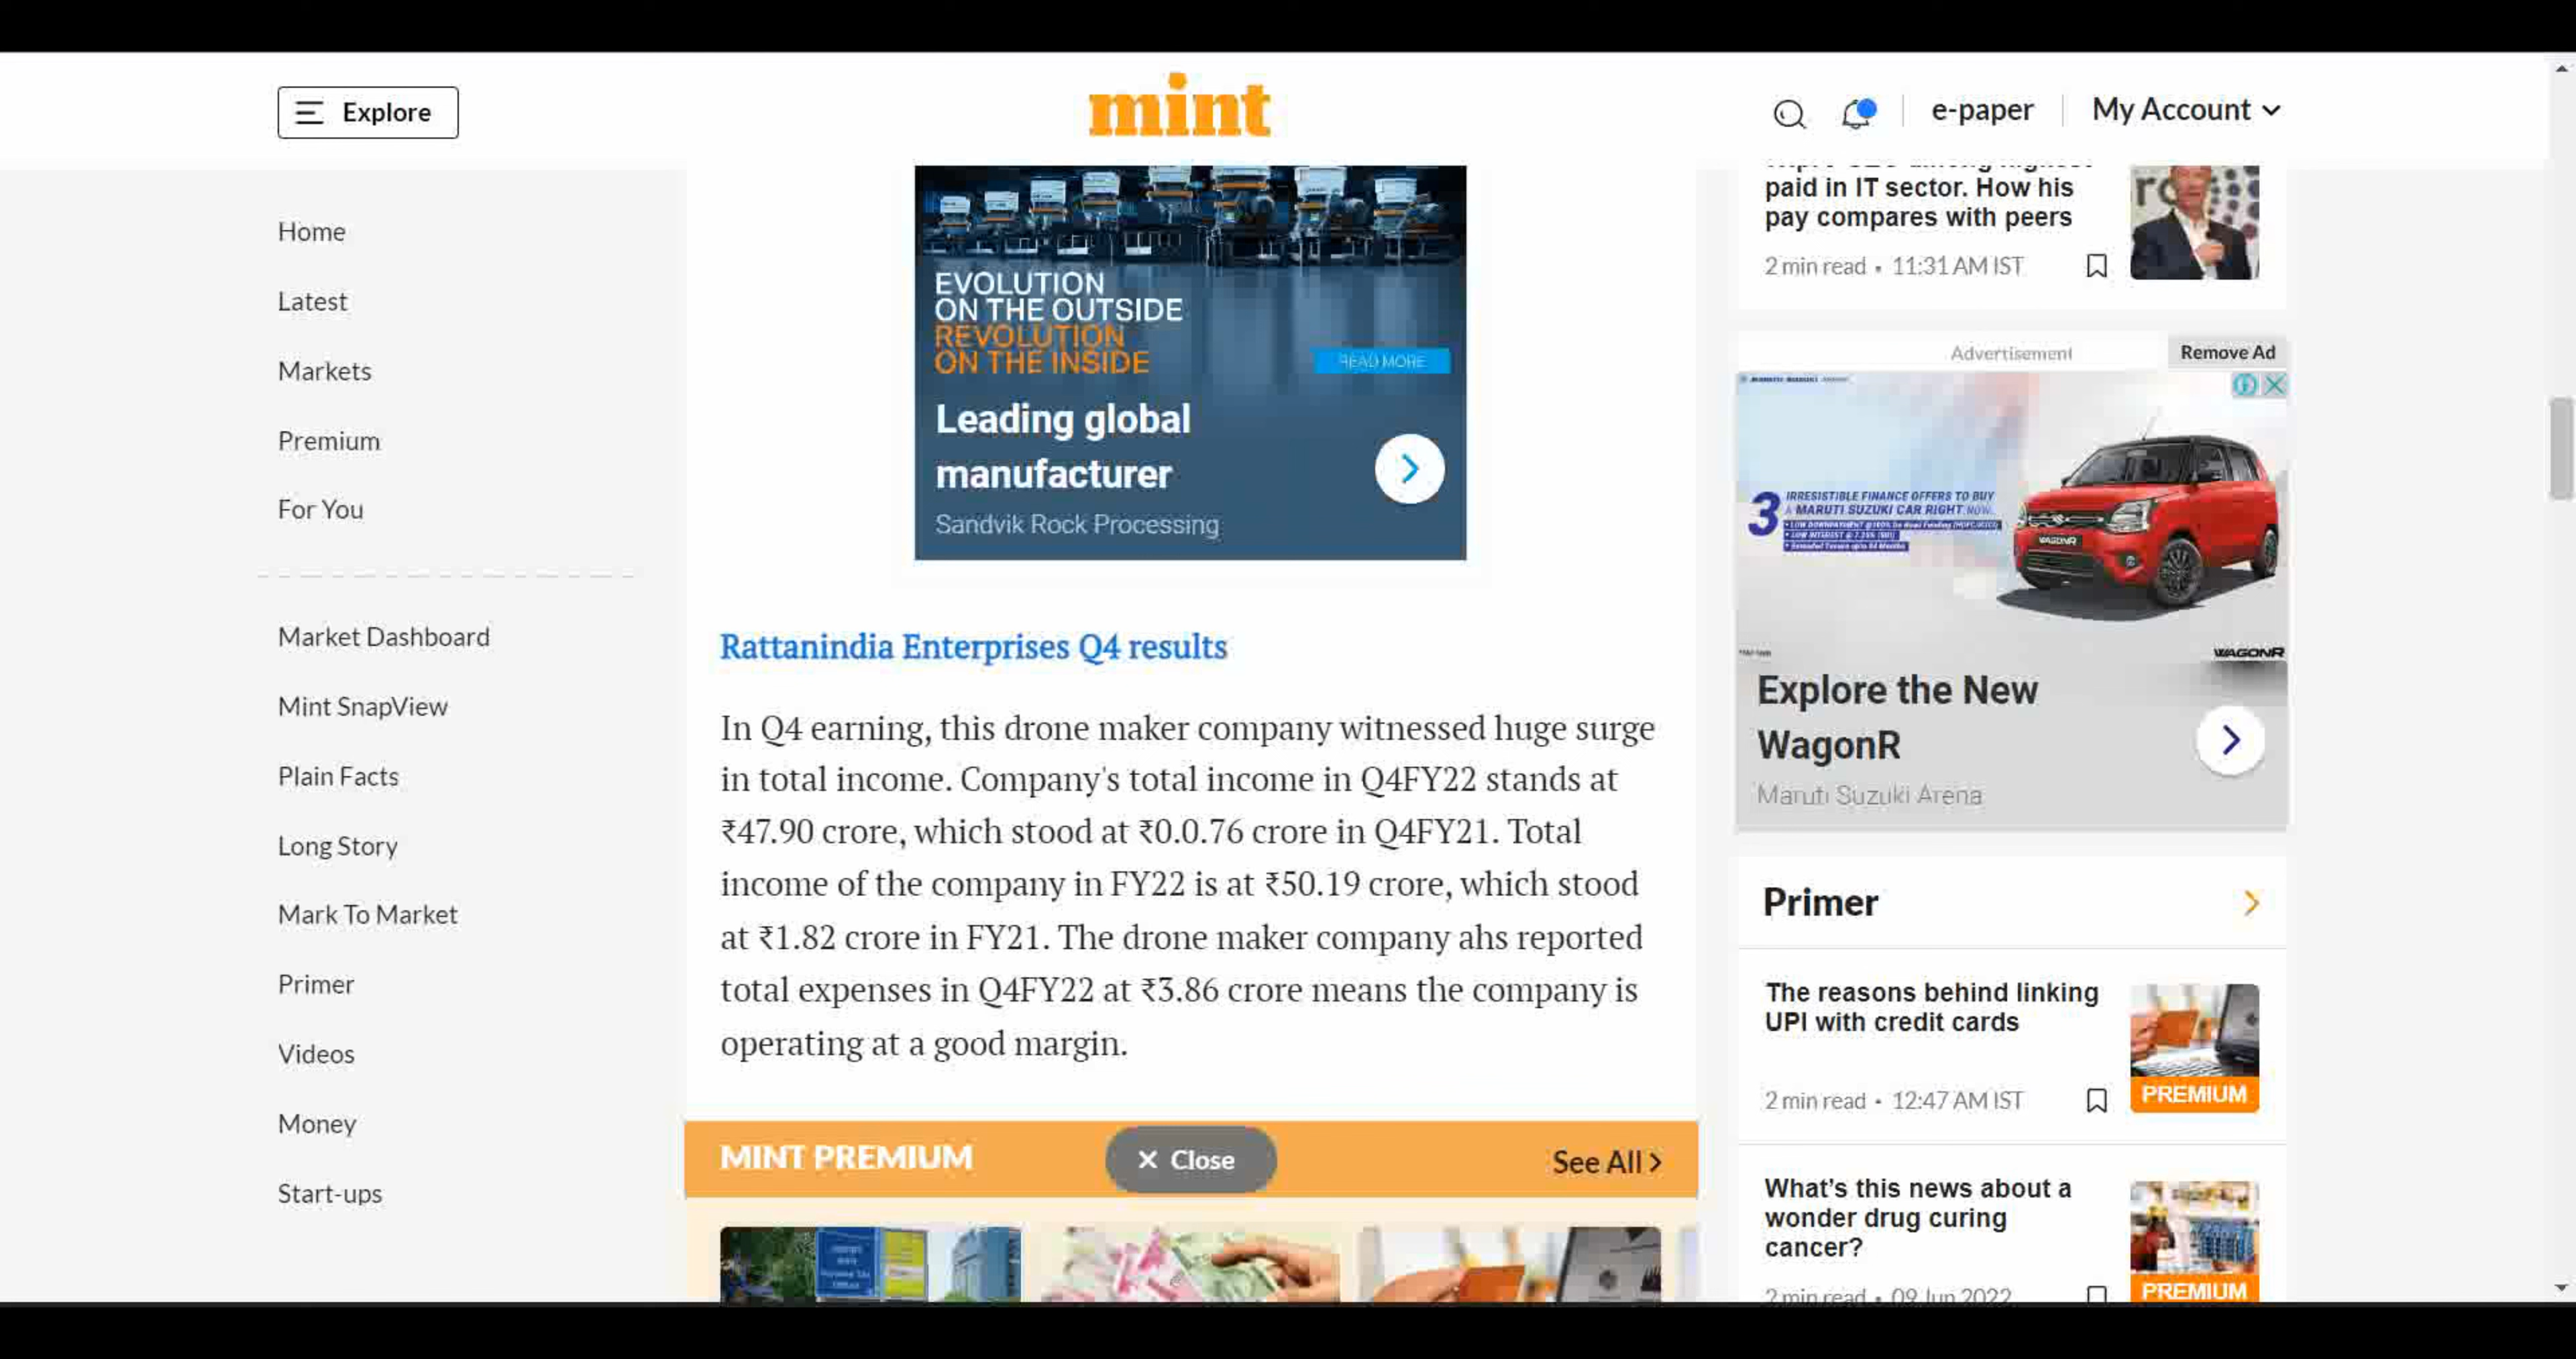 Explore
mint
e-paper
My Account
Home
Latest
Markets
Premium
For You
Market Dashboard
Mint SnapView
Plain Facts
Long Story
Mark To Market
Primer
Videos
Money
Start-ups
EVOLUTION
ON THE OUTSIDE
REVOLUTION
ON THE INSIDE
READ MORE
Leading global
manufacturer
Sandvik Rock Processing
Rattanindia Enterprises Q4 results
In Q4 earning, this drone maker company witnessed huge surge
in total income. Company's total income in Q4FY22 stands at
₹47.90 crore, which stood at ₹0.0.76 crore in Q4FY21. Total
income of the company in FY22 is at ₹50.19 crore, which stood
at ₹1.82 crore in FY21. The drone maker company ahs reported
total expenses in Q4FY22 at ₹3.86 crore means the company is
operating at a good margin.
MINT PREMIUM
× Close
See All >
paid in IT sector. How his
pay compares with peers
2 min read • 11:31 AM IST
Advertisement
Remove Ad
3 IRRESISTIBLE FINANCE OFFERS TO BUY
A MARUTI SUZUKI CAR RIGHT NOW.
WAGONR
WAGONR
Explore the New
WagonR
Maruti Suzuki Arena
Primer
The reasons behind linking
UPI with credit cards
2 min read • 12:47 AM IST
PREMIUM
What's this news about a
wonder drug curing
cancer?
2 min read • 09 Jun 2022
PREMIUM